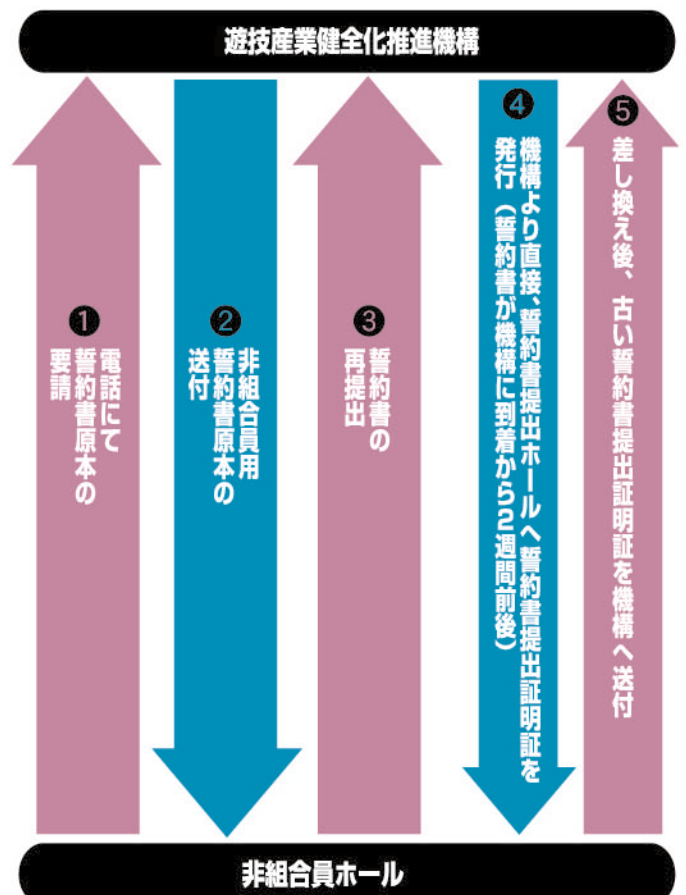 遊技産業健全化推進機構
❶
電話にて
誓約書原本の
要請
❷
非組合員用
誓約書原本の
送付
❸
誓約書の
再提出
❹
機構より直接、誓約書提出ホールへ誓約書提出証明証を
発行（誓約書が機構に到着から2週間前後）
❺
差し換え後、古い誓約書提出証明証を機構へ送付
非組合員ホール